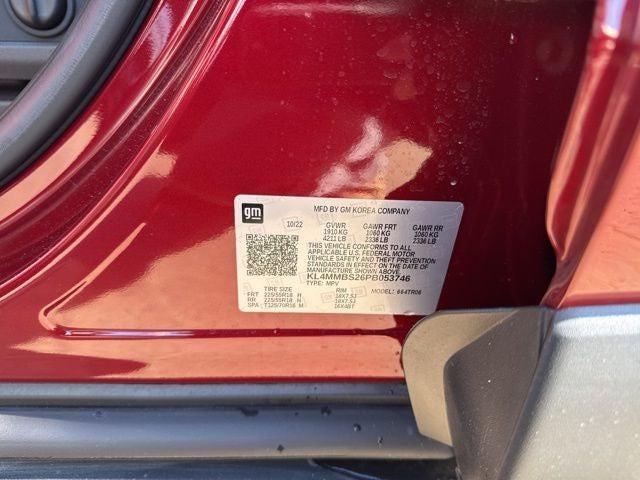 gm
MFD BY GM KOREA COMPANY
10/22 GVWR GAWR FRT GAWR RR
1910 KG 1060 KG 1060 KG
4211 LB 2336 LB 2336 LB
THIS VEHICLE CONFORMS TO ALL
APPLICABLE U.S. FEDERAL MOTOR
VEHICLE SAFETY AND THEFT PREVENTION
STANDARDS IN EFFECT ON THE DATE OF
MANUFACTURE SHOWN ABOVE.
KL4MMBS26PB053746
TYPE: MPV
MODEL: 664TR06
TIRE SIZE RIM
FRT 225/55R18 H 18X7.5J
RR 225/55R18 H 18X7.5J
SPA T125/70R16 M 16X4BT